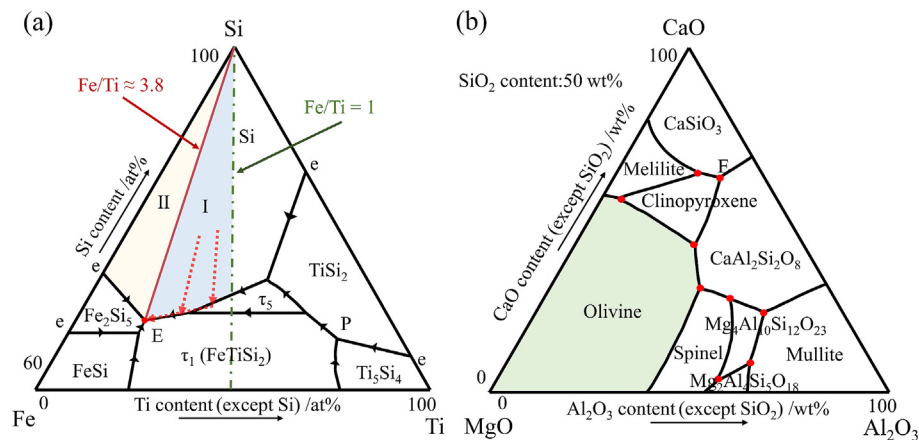 (a)
Si
100
Fe/Ti ≈ 3.8
Fe/Ti = 1
Si
e
Si content /at%
II
I
e
TiSi₂
τ₅
Fe₂Si₅
e
E
P
60
FeSi
τ₁ (FeTiSi₂)
Ti₅Si₄
e
0
Ti content (except Si) /at%
100
Fe
Ti
(b)
CaO
100
SiO₂ content:50 wt%
CaSiO₃
CaO content (except SiO₂) /wt%
Melilite
F
Clinopyroxene
CaAl₂Si₂O₈
Olivine
Mg₄Al₁₀Si₁₂O₂₃
Spinel
Mullite
Mg₂Al₄Si₅O₁₈
0
0
Al₂O₃ content (except SiO₂) /wt%
100
MgO
Al₂O₃